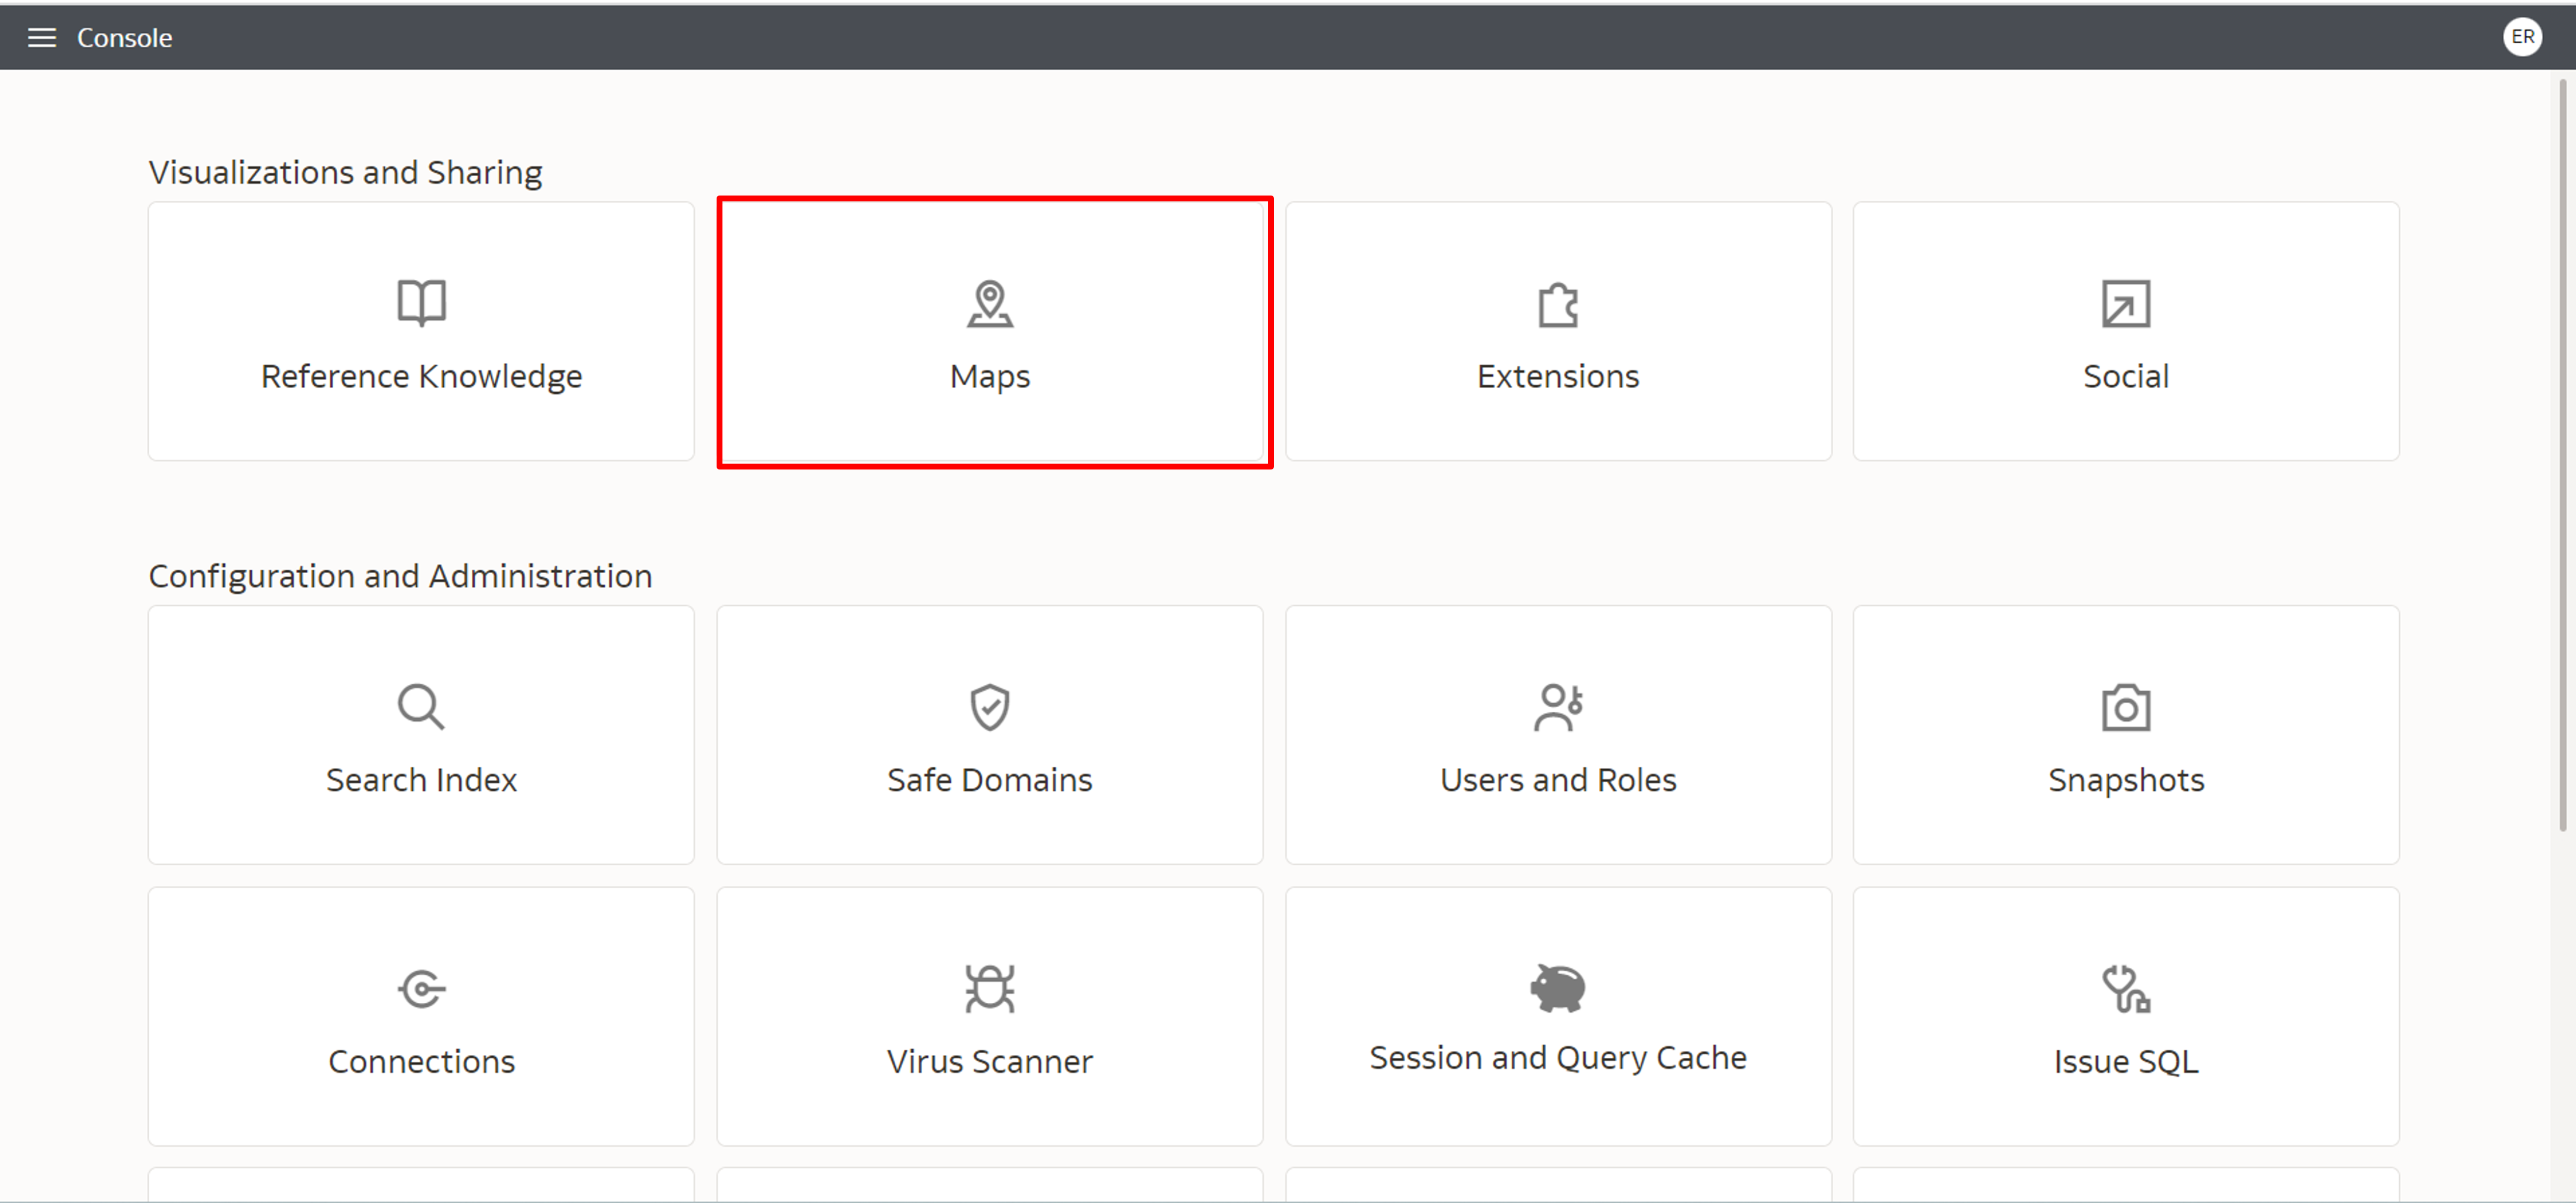 Console
ER
Visualizations and Sharing
Reference Knowledge
Maps
Extensions
Social
Configuration and Administration
Search Index
Safe Domains
Users and Roles
Snapshots
Connections
Virus Scanner
Session and Query Cache
Issue SQL